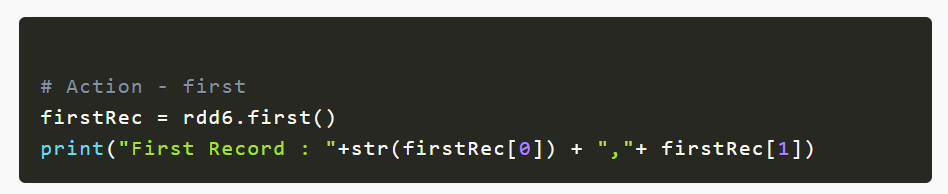 # Action - first
firstRec = rdd6.first()
print("First Record : "+str(firstRec[0]) + ","+ firstRec[1])